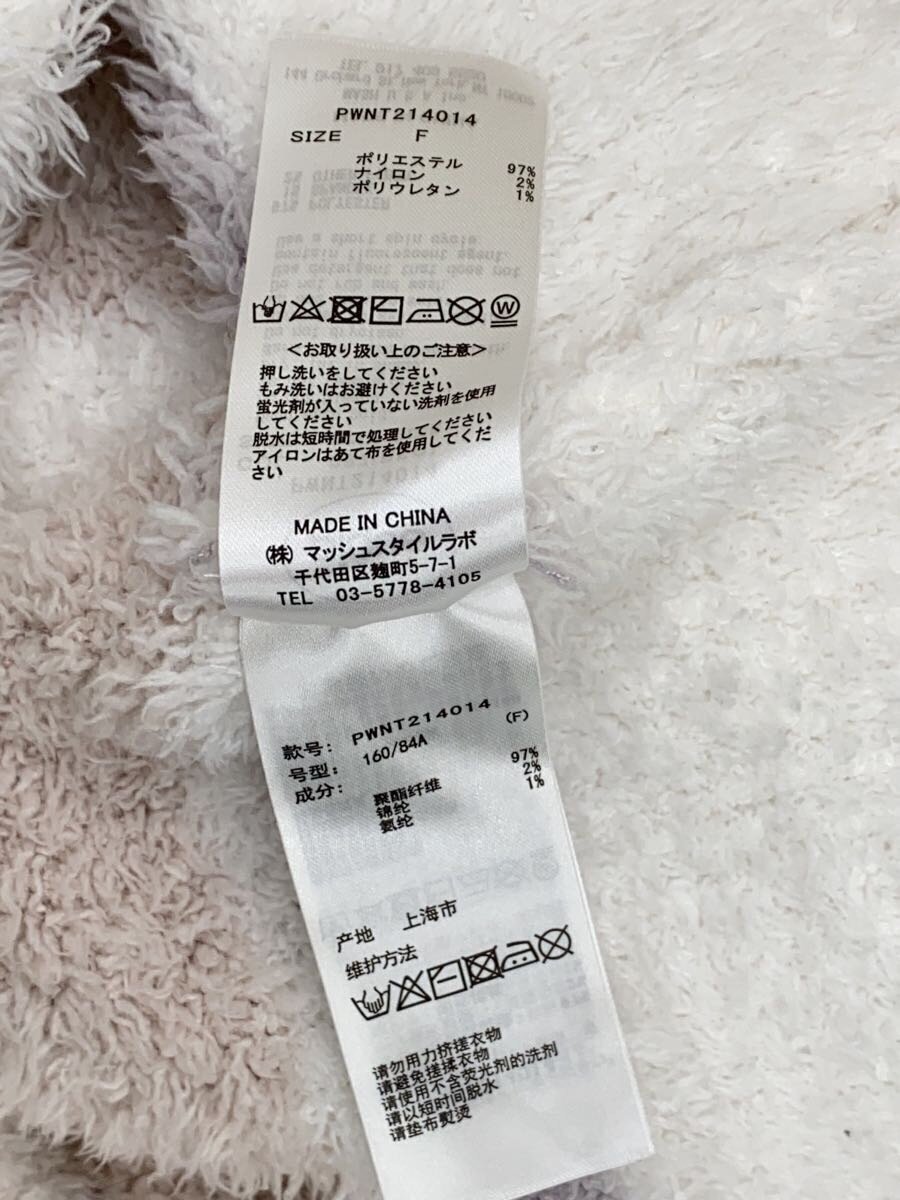 PWNT214014
SIZE F
ポリエステル 97%
ナイロン 2%
ポリウレタン 1%
W
＜お取り扱い上のご注意＞
押し洗いをしてください
もみ洗いはお避けください
蛍光剤が入っていない洗剤を使用
してください
脱水は短時間で処理してください
アイロンはあて布を使用してくだ
さい
MADE IN CHINA
(株) マッシュスタイルラボ
千代田区麹町5-7-1
TEL 03-5778-4105
款号: PWNT214014
号型: 160/84A (F)
成分: 聚酯纤维 97%
锦纶 2%
氨纶 1%
产地 上海市
维护方法
请勿用力挤搓衣物
请避免搓揉衣物
请使用不含荧光剂的洗剂
请以短时间脱水
请垫布熨烫